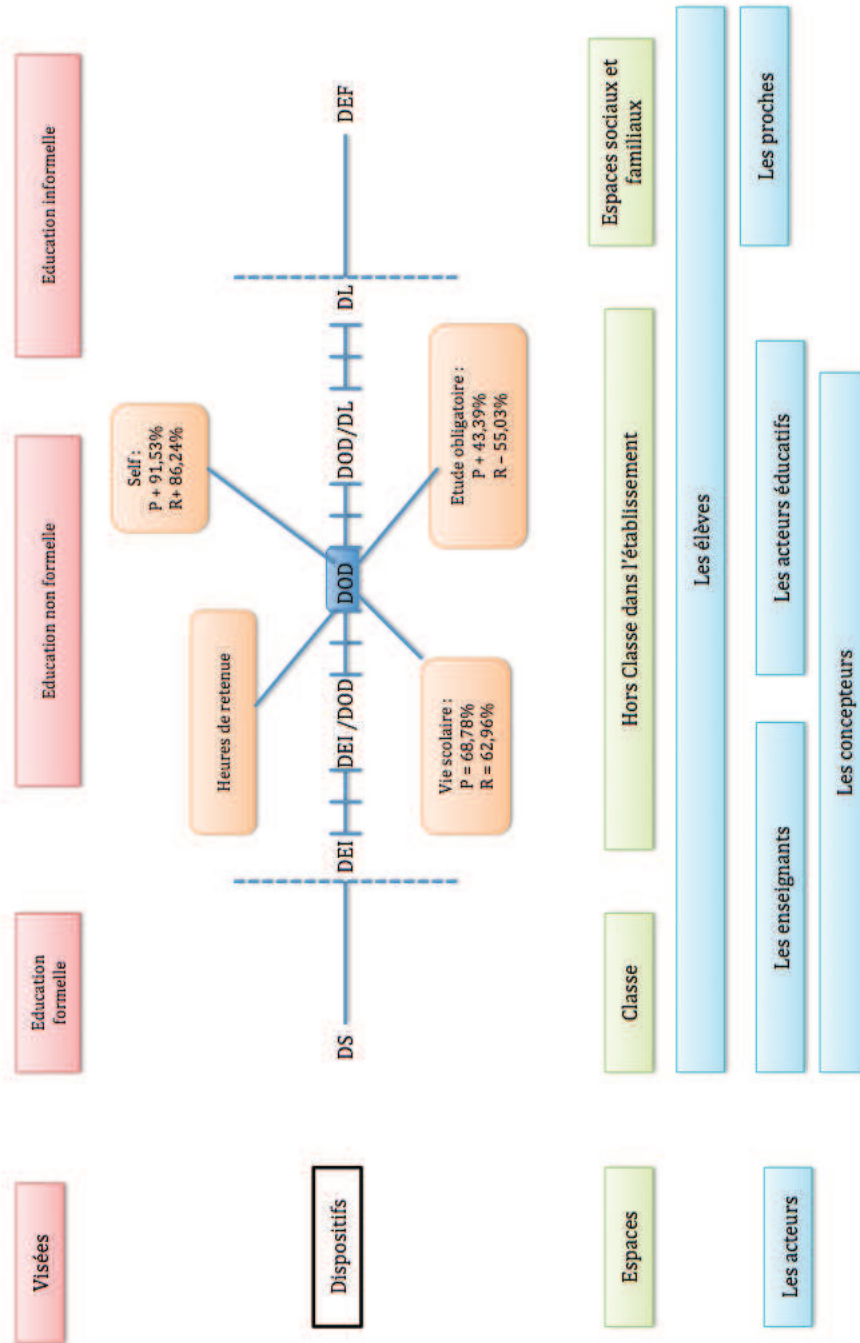 Visées
Education
formelle
Education non formelle
Education informelle
Heures de retenue
Self :
P + 91,53%
R+ 86,24%
Dispositifs
DS
DEI
DEI /DOD
DOD
DOD/DL
DL
DEF
Vie scolaire :
P = 68,78%
R = 62,96%
Etude obligatoire :
P + 43,39%
R – 55,03%
Espaces
Classe
Hors Classe dans l'établissement
Espaces sociaux et
familiaux
Les acteurs
Les élèves
Les enseignants
Les acteurs éducatifs
Les proches
Les concepteurs